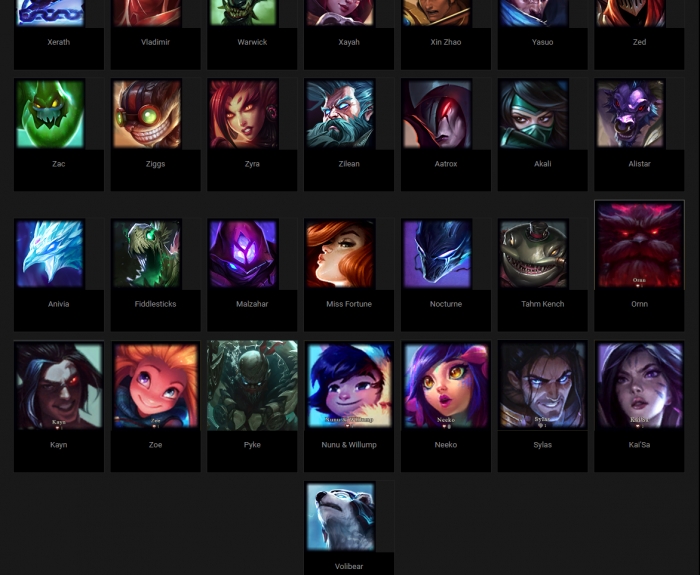 Xerath
Vladimir
Warwick
Xayah
Xin Zhao
Yasuo
Zed
Zac
Ziggs
Zyra
Zilean
Aatrox
Akali
Alistar
Ornn
Anivia
Fiddlesticks
Malzahar
Miss Fortune
Nocturne
Tahm Kench
Ornn
Kayn
Zoe
Nunu & Willump
Neeko
Sylas
Kai'Sa
Kayn
Zoe
Pyke
Nunu & Willump
Neeko
Sylas
Kai'Sa
Volibear